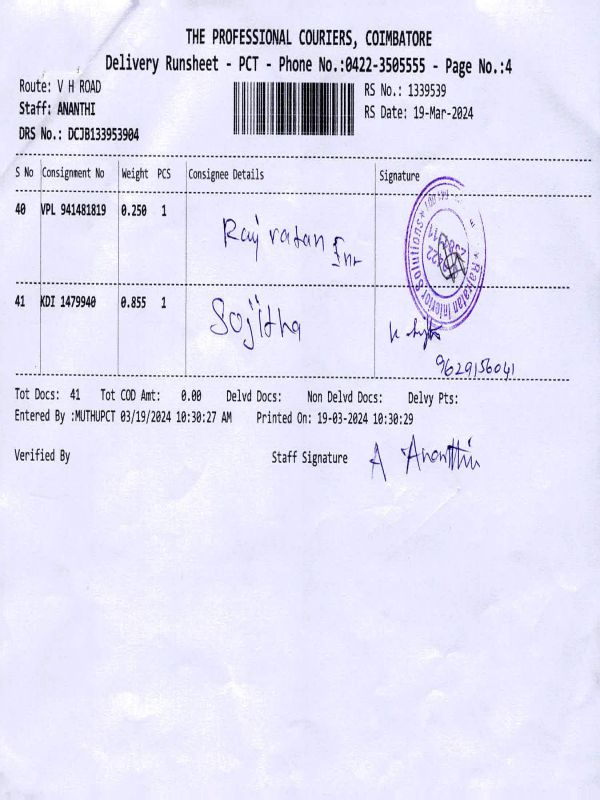 THE PROFESSIONAL COURIERS, COIMBATORE
Delivery Runsheet - PCT - Phone No.:0422-3505555 - Page No.:4
Route: V H ROAD
RS No.: 1339539
Staff: ANANTHI
RS Date: 19-Mar-2024
DRS No.: DCJB133953904
S No Consignment No Weight PCS Consignee Details Signature
40 VPL 941481819 0.250 1 Raj ratan Inr
Rajratan Interior Solutions
41 KDI 1479940 0.855 1 Sojitha
9629156041
Tot Docs: 41 Tot COD Amt: 0.00 Delvd Docs: Non Delvd Docs: Delvy Pts:
Entered By :MUTHUPCT 03/19/2024 10:30:27 AM Printed On: 19-03-2024 10:30:29
Verified By Staff Signature A Ananthi